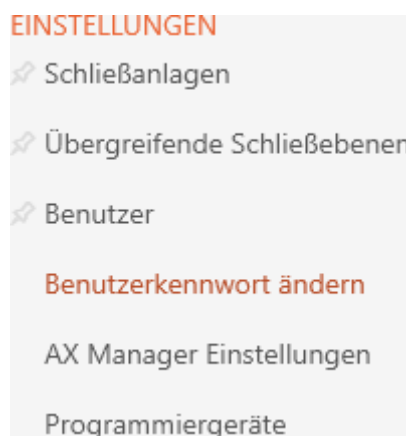 EINSTELLUNGEN
Schließanlagen
Übergreifende Schließebenen
Benutzer
Benutzerkennwort ändern
AX Manager Einstellungen
Programmiergeräte